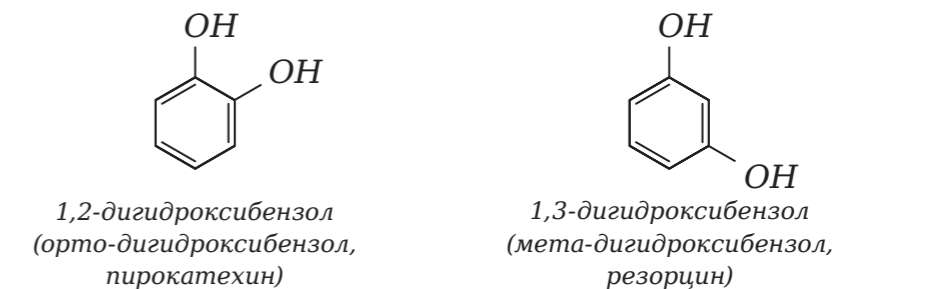 OH
OH
1,2-дигидроксибензол
(орто-дигидроксибензол,
пирокатехин)
OH
OH
1,3-дигидроксибензол
(мета-дигидроксибензол,
резорцин)